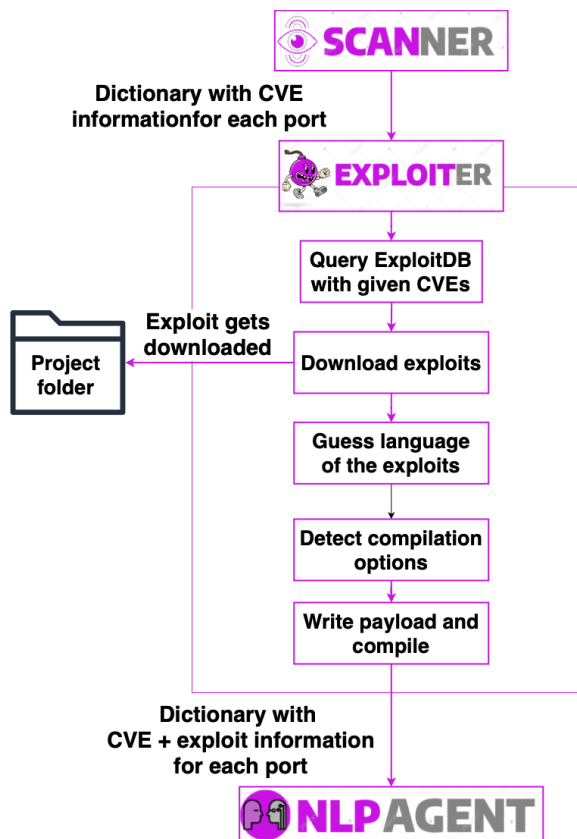 SCANNER
Dictionary with CVE
informationfor each port
EXPLOITER
Query ExploitDB
with given CVEs
Exploit gets
downloaded
Project
folder
Download exploits
Guess language
of the exploits
Detect compilation
options
Write payload and
compile
Dictionary with
CVE + exploit information
for each port
NLPAGENT